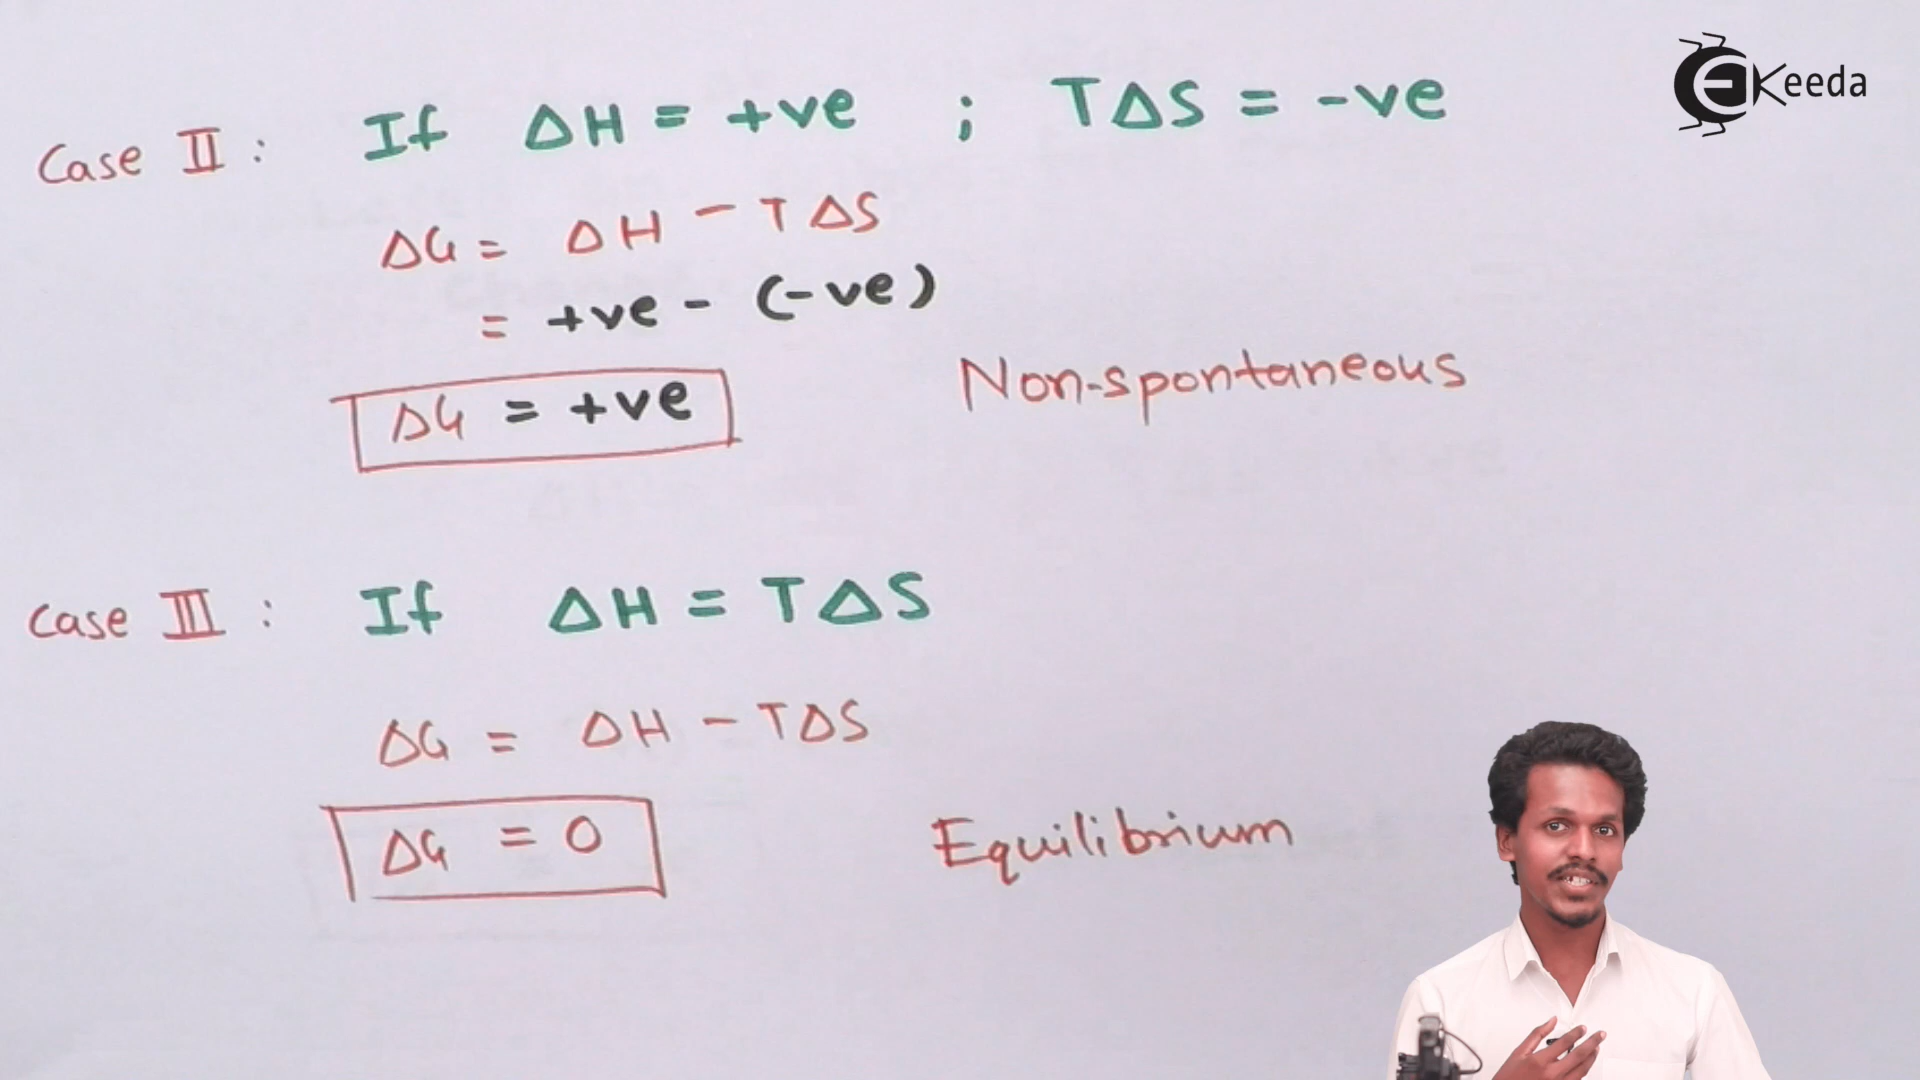 EKeeda
Case II : If ΔH = +ve ; TΔS = -ve
ΔG = ΔH - TΔS
= +ve - (-ve)
ΔG = +ve Non-spontaneous
Case III : If ΔH = TΔS
ΔG = ΔH - TΔS
ΔG = 0 Equilibrium